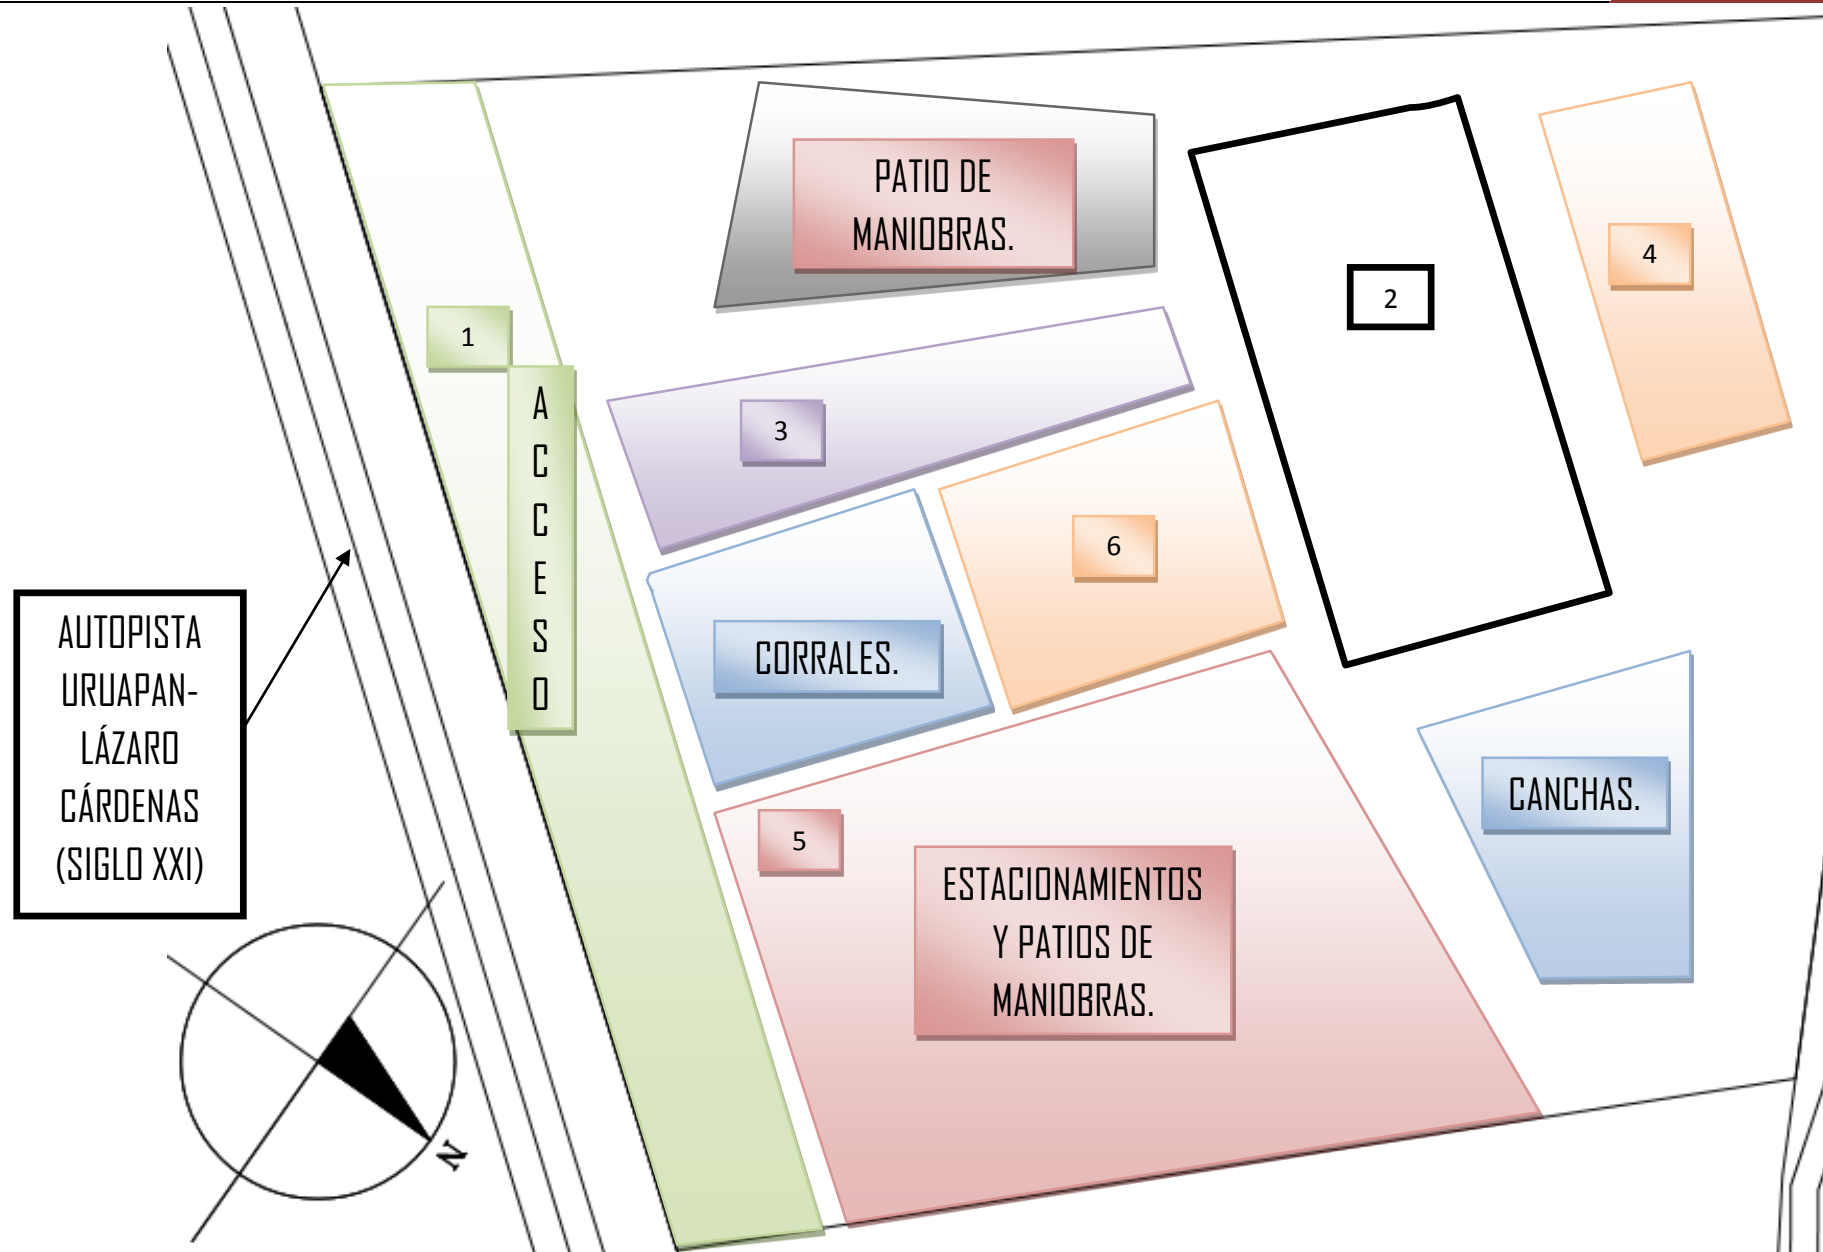 PATIO DE
MANIOBRAS.
4
2
1
A
C
C
E
S
O
3
6
CORRALES.
AUTOPISTA
URUAPAN-
LÁZARO
CÁRDENAS
(SIGLO XXI)
CANCHAS.
5
ESTACIONAMIENTOS
Y PATIOS DE
MANIOBRAS.
N